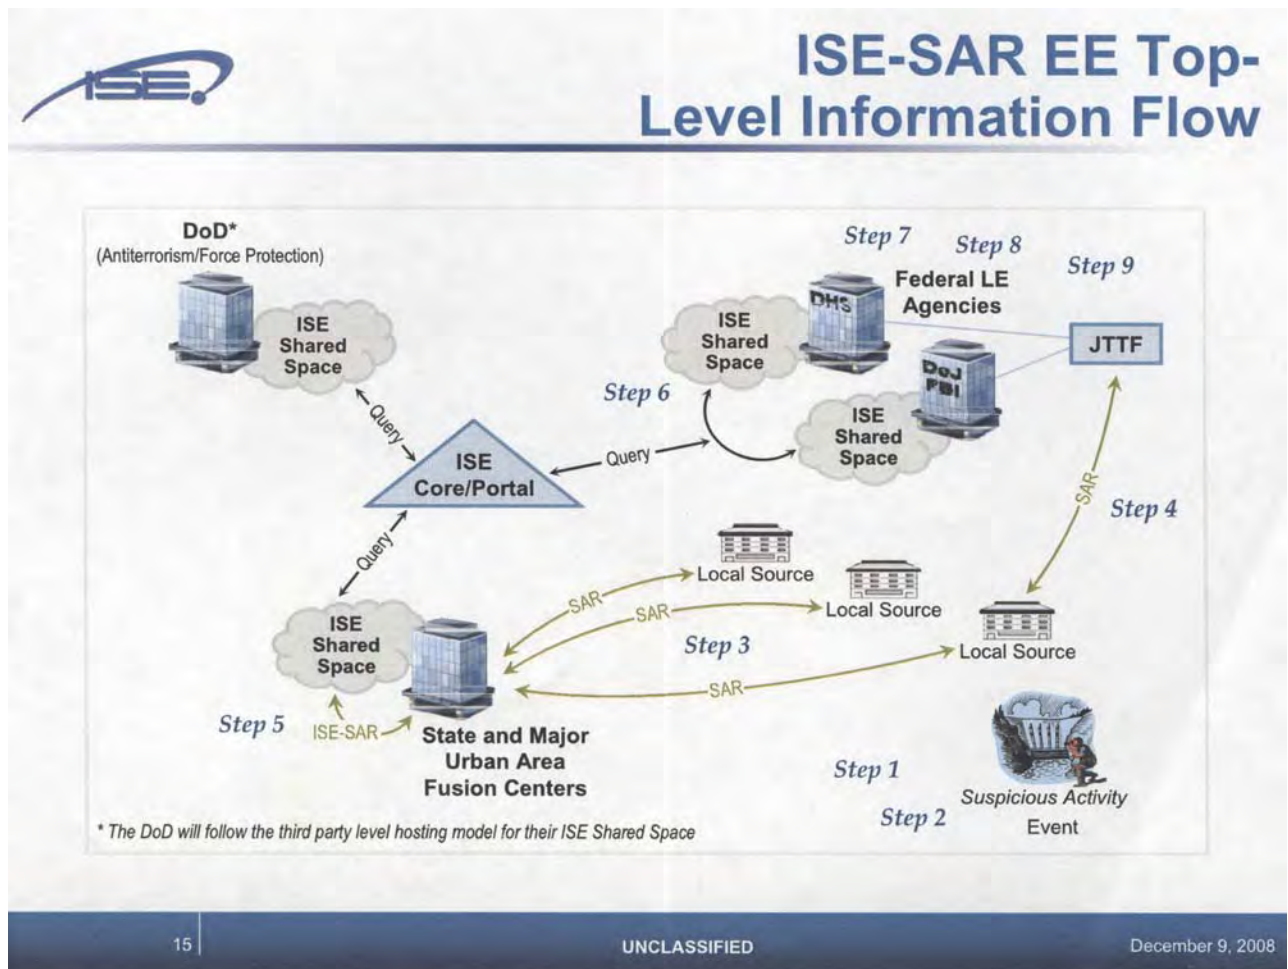 ISE
ISE-SAR EE Top-
Level Information Flow
DoD*
(Antiterrorism/Force Protection)
ISE
Shared
Space
Query
ISE
Core/Portal
Query
Step 6
Step 7
Step 8
Step 9
Federal LE
Agencies
DHS
ISE
Shared
Space
DoJ
FBI
ISE
Shared
Space
JTTF
SAR
Step 4
Query
ISE
Shared
Space
SAR
Local Source
SAR
Local Source
Step 3
SAR
Local Source
Step 5
ISE-SAR
State and Major
Urban Area
Fusion Centers
Step 1
Step 2
Suspicious Activity
Event
* The DoD will follow the third party level hosting model for their ISE Shared Space
15
UNCLASSIFIED
December 9, 2008